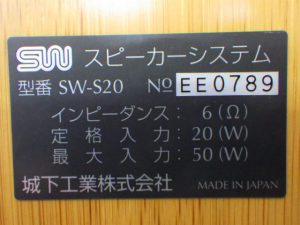 SW スピーカーシステム
型番 SW-S20 No EE0789
インピーダンス: 6 (Ω)
定格入力: 20 (W)
最大入力: 50 (W)
城下工業株式会社 MADE IN JAPAN